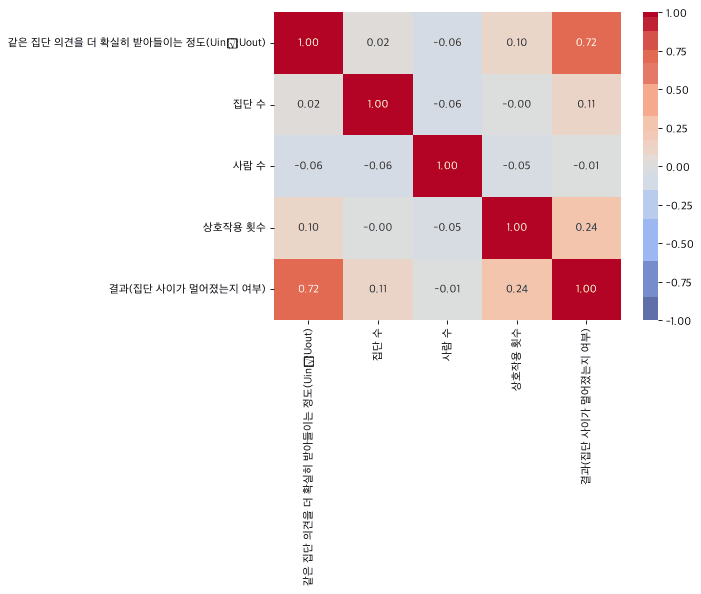 같은 집단 의견을 더 확실히 받아들이는 정도(Uin Uout)
1.00 0.02 -0.06 0.10 0.72
집단 수
0.02 1.00 -0.06 -0.00 0.11
사람 수
-0.06 -0.06 1.00 -0.05 -0.01
상호작용 횟수
0.10 -0.00 -0.05 1.00 0.24
결과(집단 사이가 멀어졌는지 여부)
0.72 0.11 -0.01 0.24 1.00
같은 집단 의견을 더 확실히 받아들이는 정도(Uin Uout)
집단 수
사람 수
상호작용 횟수
결과(집단 사이가 멀어졌는지 여부)
1.00
0.75
0.50
0.25
0.00
-0.25
-0.50
-0.75
-1.00